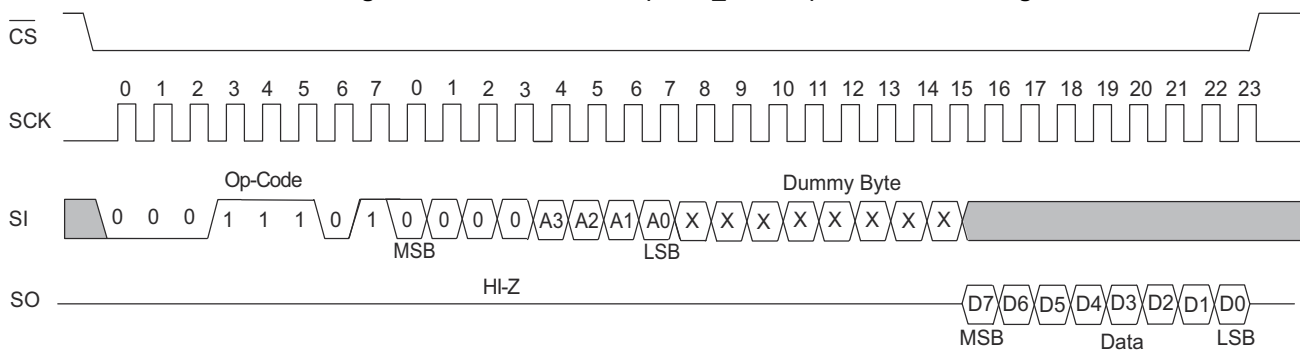 CS
0 1 2 3 4 5 6 7 0 1 2 3 4 5 6 7 8 9 10 11 12 13 14 15 16 17 18 19 20 21 22 23
SCK
Op-Code Dummy Byte
SI 0 0 0 1 1 1 0 1 0 0 0 0 A3 A2 A1 A0 X X X X X X X X
MSB LSB
HI-Z
SO D7 D6 D5 D4 D3 D2 D1 D0
MSB Data LSB